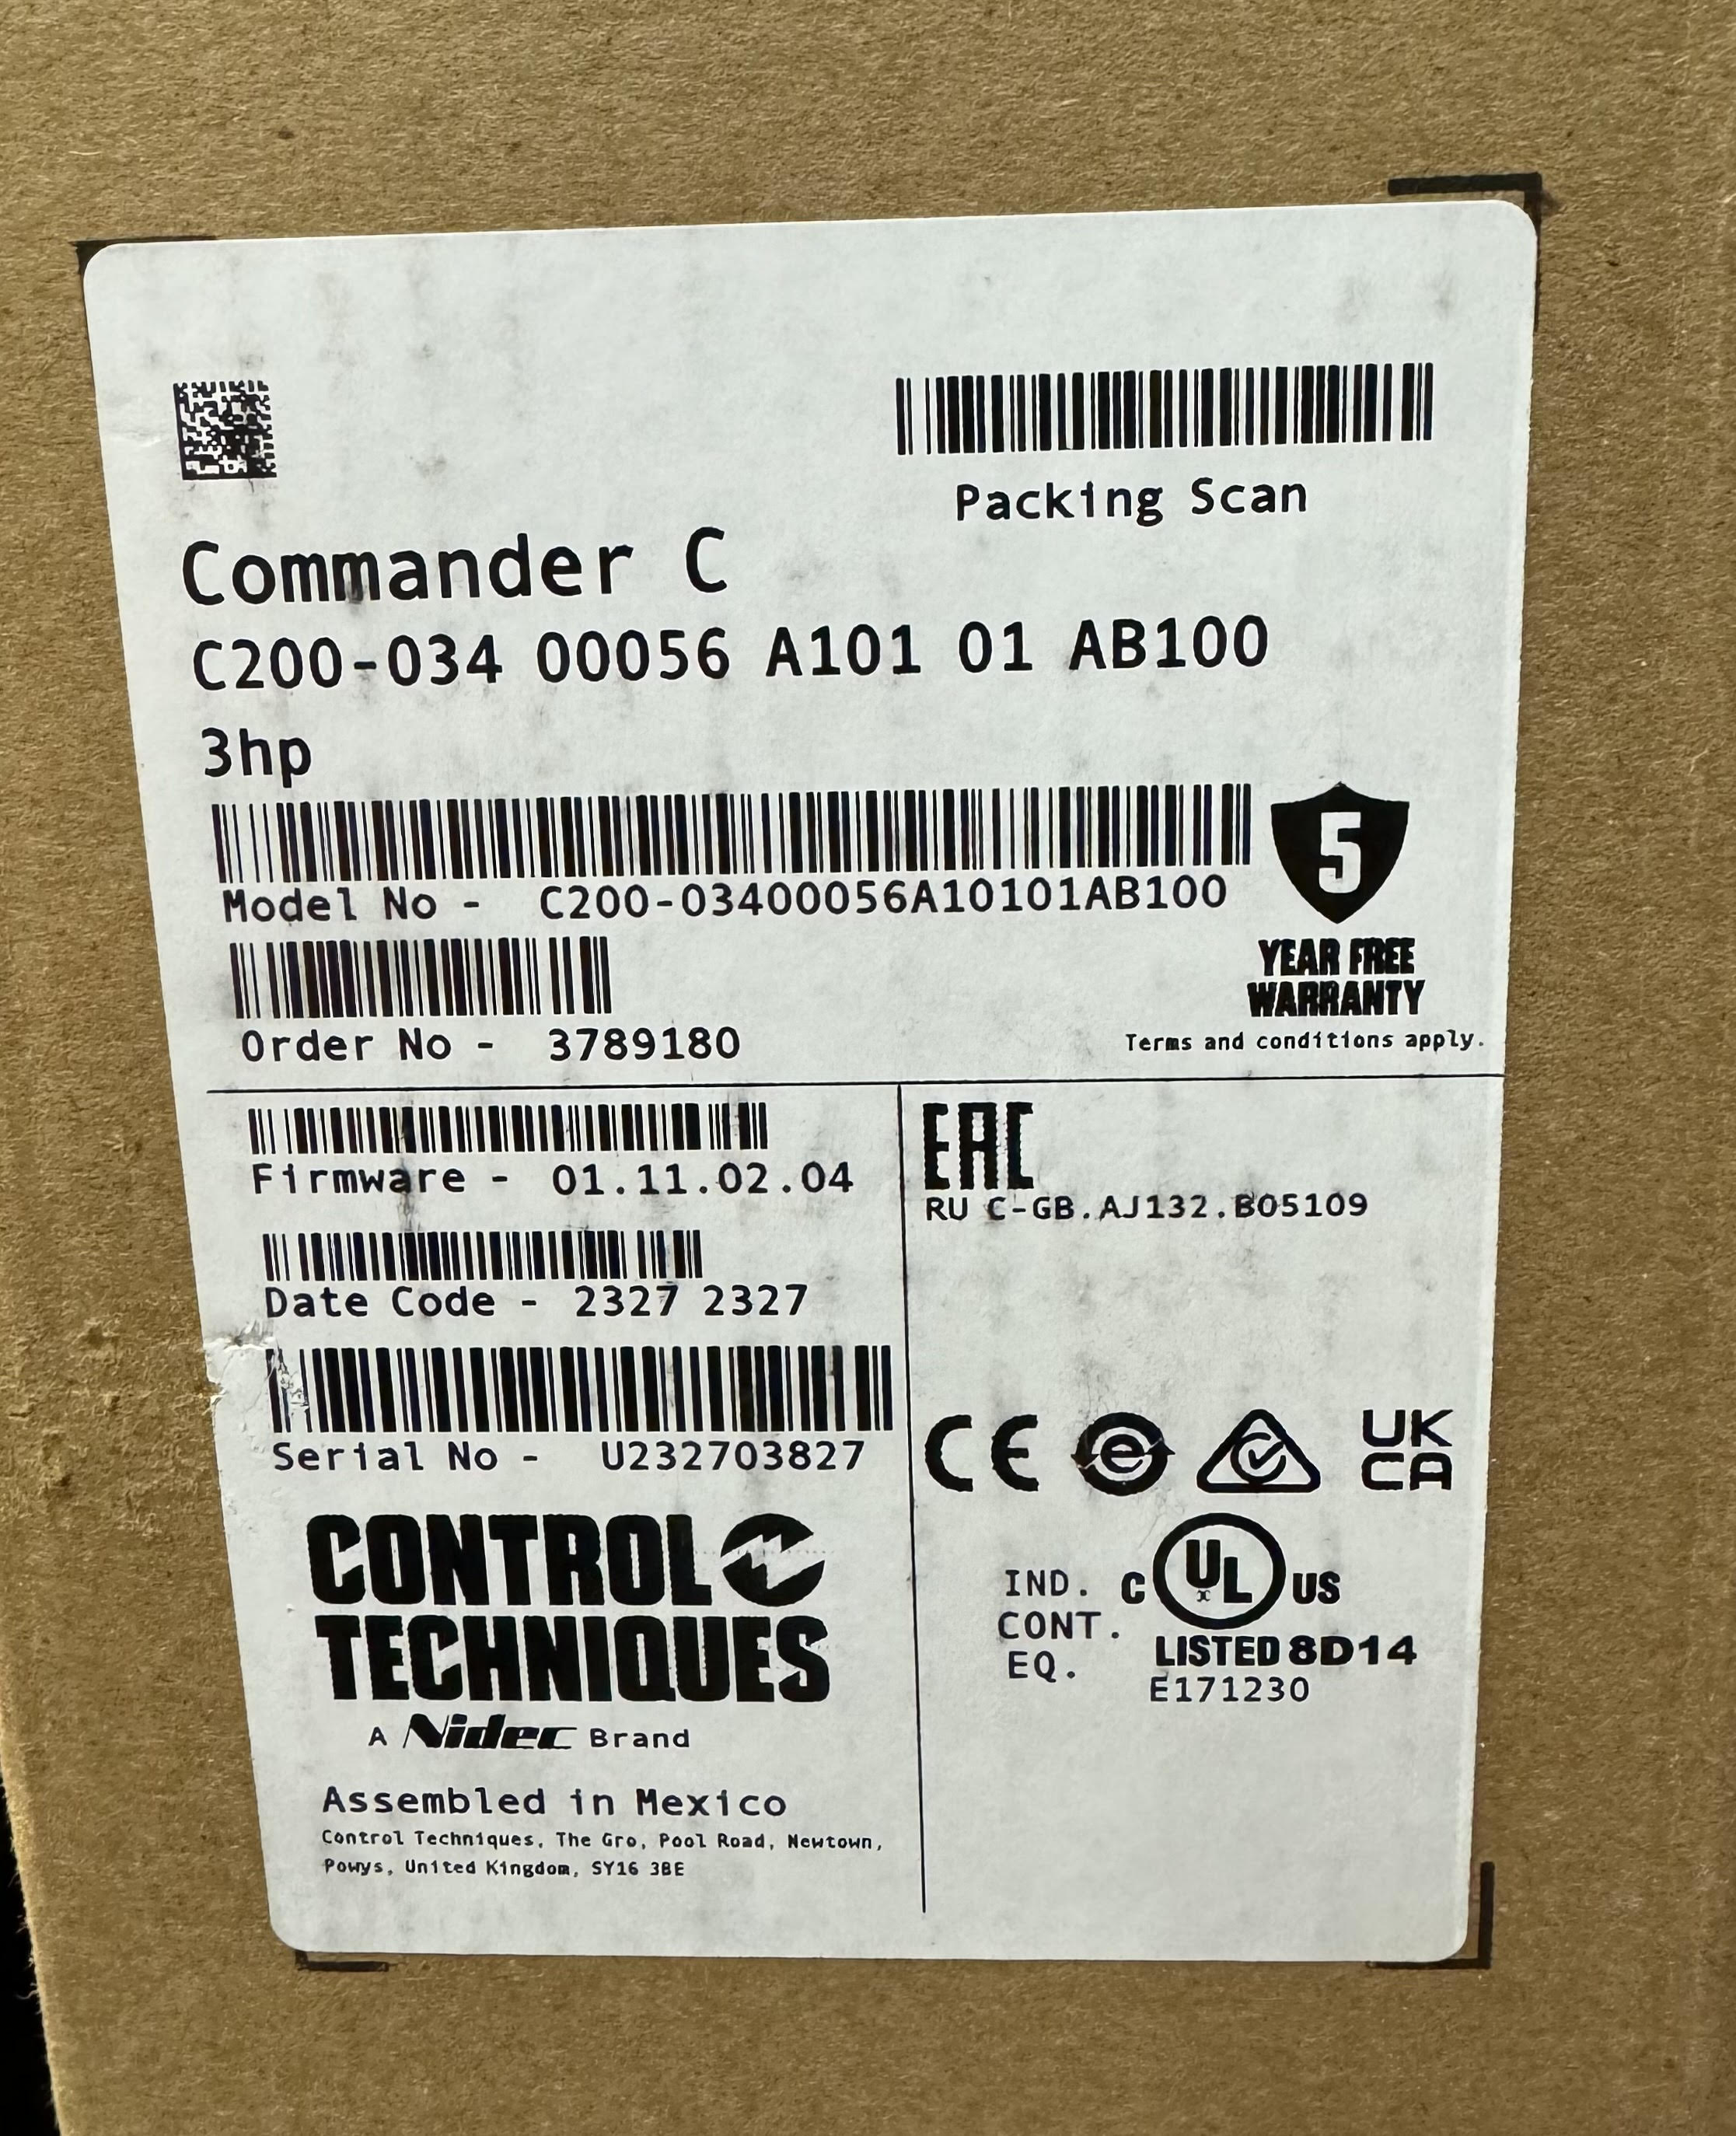 Packing Scan
Commander C
C200-034 00056 A101 01 AB100
3hp
Model No - C200-03400056A10101AB100
5
YEAR FREE
WARRANTY
Terms and conditions apply.
Order No - 3789180
Firmware - 01.11.02.04
Date Code - 2327 2327
Serial No - U232703827
CONTROL
TECHNIQUES
A Nidec Brand
Assembled in Mexico
Control Techniques, The Gro, Pool Road, Newtown,
Powys, United Kingdom, SY16 3BE
EAC
RU C-GB.AJ132.B05109
CE e UK
CA
IND. C UL US
CONT.
EQ. LISTED 8D14
E171230